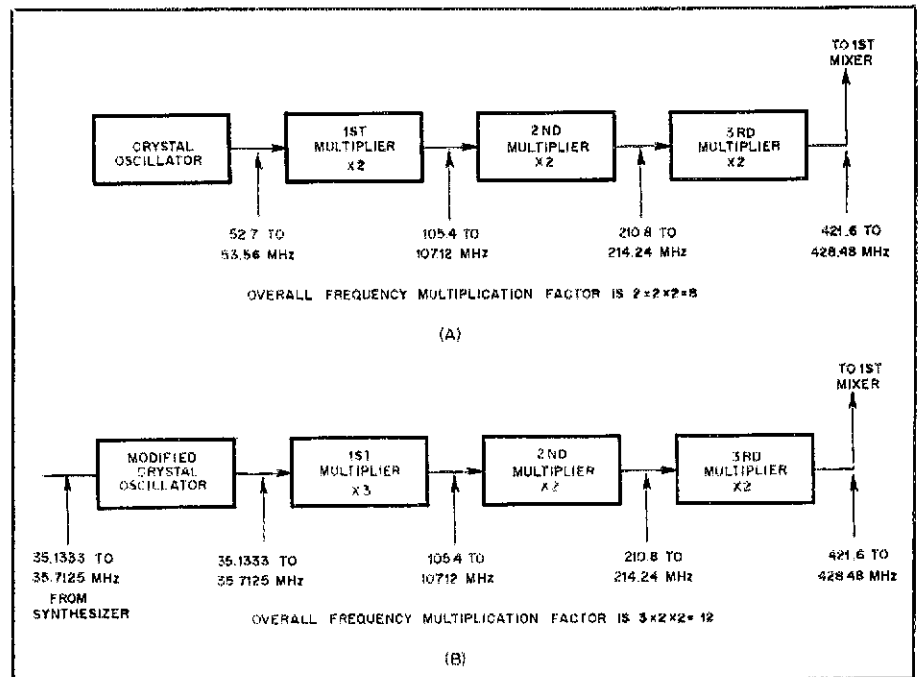 TO 1ST
MIXER
CRYSTAL
OSCILLATOR
1ST
MULTIPLIER
X2
2ND
MULTIPLIER
X2
3RD
MULTIPLIER
X2
52.7 TO
53.56 MHz
105.4 TO
107.12 MHz
210.8 TO
214.24 MHz
421.6 TO
428.48 MHz
OVERALL FREQUENCY MULTIPLICATION FACTOR IS 2×2×2=8
(A)
TO 1ST
MIXER
MODIFIED
CRYSTAL
OSCILLATOR
1ST
MULTIPLIER
X3
2ND
MULTIPLIER
X2
3RD
MULTIPLIER
X2
35.1333 TO
35.7125 MHz
FROM
SYNTHESIZER
35.1333 TO
35.7125 MHz
105.4 TO
10712 MHz
210.8 TO
214.24 MHz
421.6 TO
428.48 MHz
OVERALL FREQUENCY MULTIPLICATION FACTOR IS 3×2×2= 12
(B)